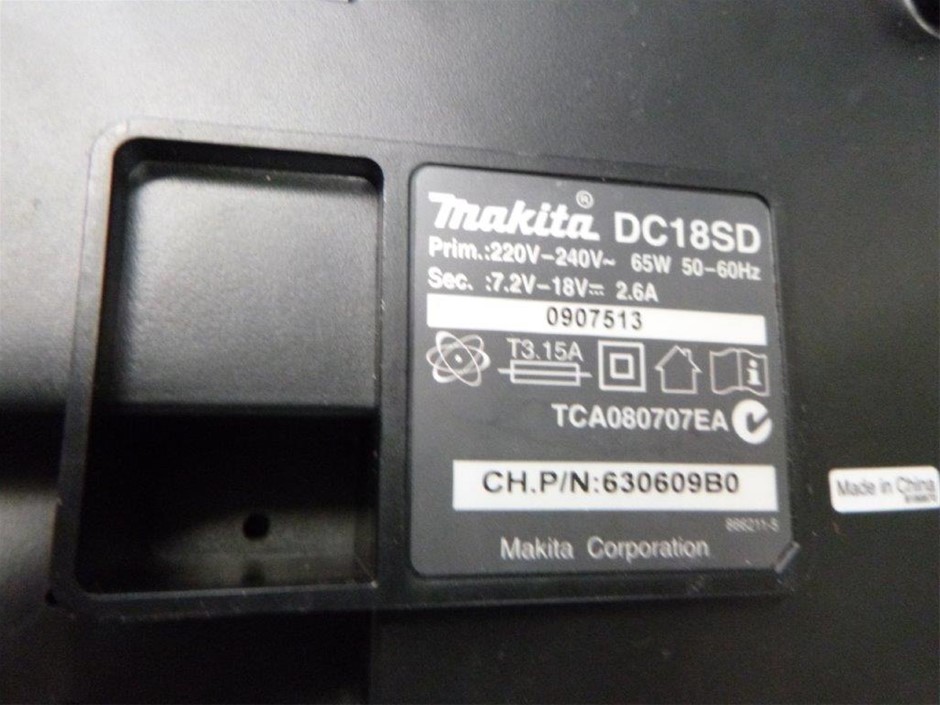 makita® DC18SD
Prim.:220V-240V~ 65W 50-60Hz
Sec. :7.2V-18V⎓ 2.6A
0907513
T3.15A
i
TCA080707EA
CH.P/N:630609B0
Made in China
Makita Corporation